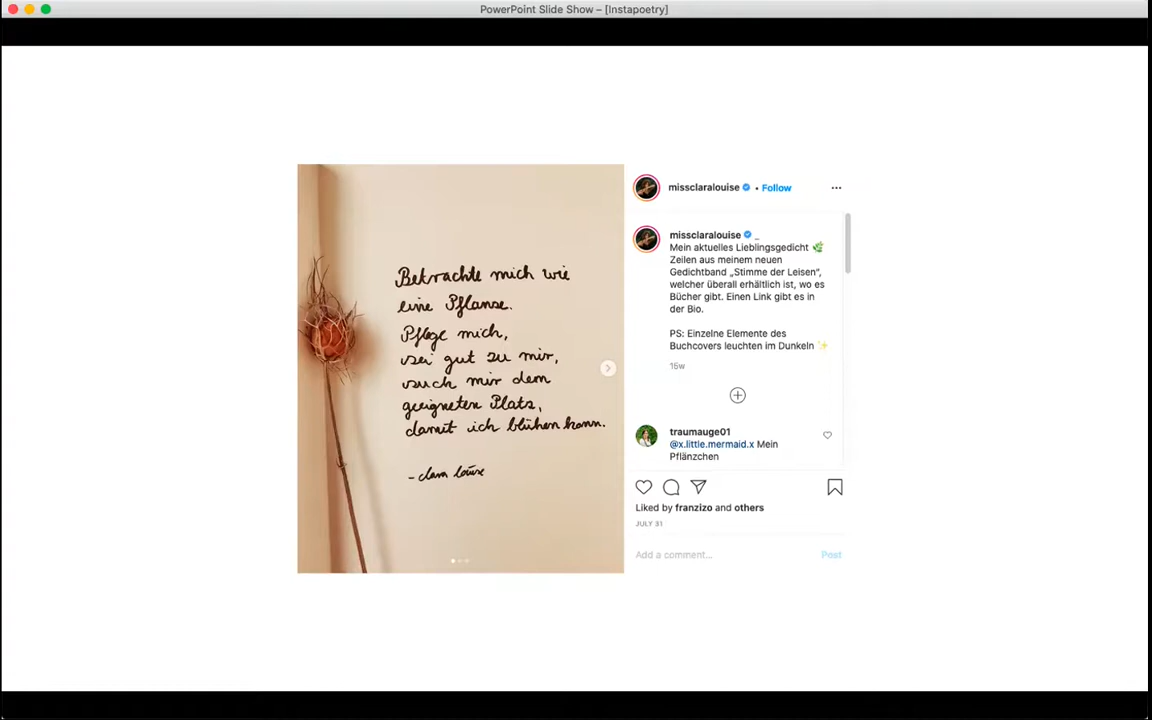 PowerPoint Slide Show – [Instapoetry]
Betrachte mich wie
eine Pflanze.
Pflege mich,
sei gut zu mir,
such mir dem
geeigneten Platz,
damit ich blühen kann.
- clara louise
missclaralouise • Follow
missclaralouise _
Mein aktuelles Lieblingsgedicht 🌿
Zeilen aus meinem neuen
Gedichtband „Stimme der Leisen“,
welcher überall erhältlich ist, wo es
Bücher gibt. Einen Link gibt es in
der Bio.
PS: Einzelne Elemente des
Buchcovers leuchten im Dunkeln ✨
15w
traumauge01
@x.little.mermaid.x Mein
Pflänzchen
Liked by franzizo and others
JULY 31
Add a comment... Post